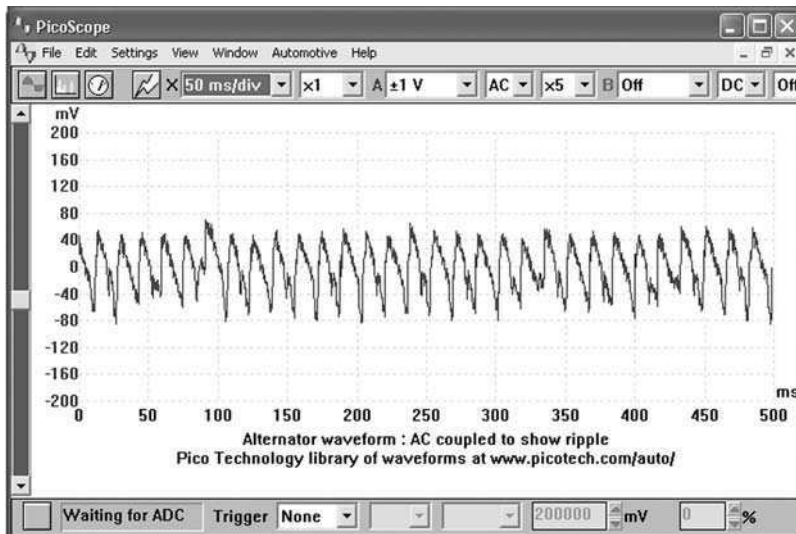 PicoScope
File Edit Settings View Window Automotive Help
X 50 ms/div x1 A ±1 V AC x5 B Off DC Off
mV
200
160
120
80
40
0
-40
-80
-120
-160
-200
0 50 100 150 200 250 300 350 400 450 500
ms
Alternator waveform : AC coupled to show ripple
Pico Technology library of waveforms at www.picotech.com/auto/
Waiting for ADC Trigger None 200000 mV 0 %